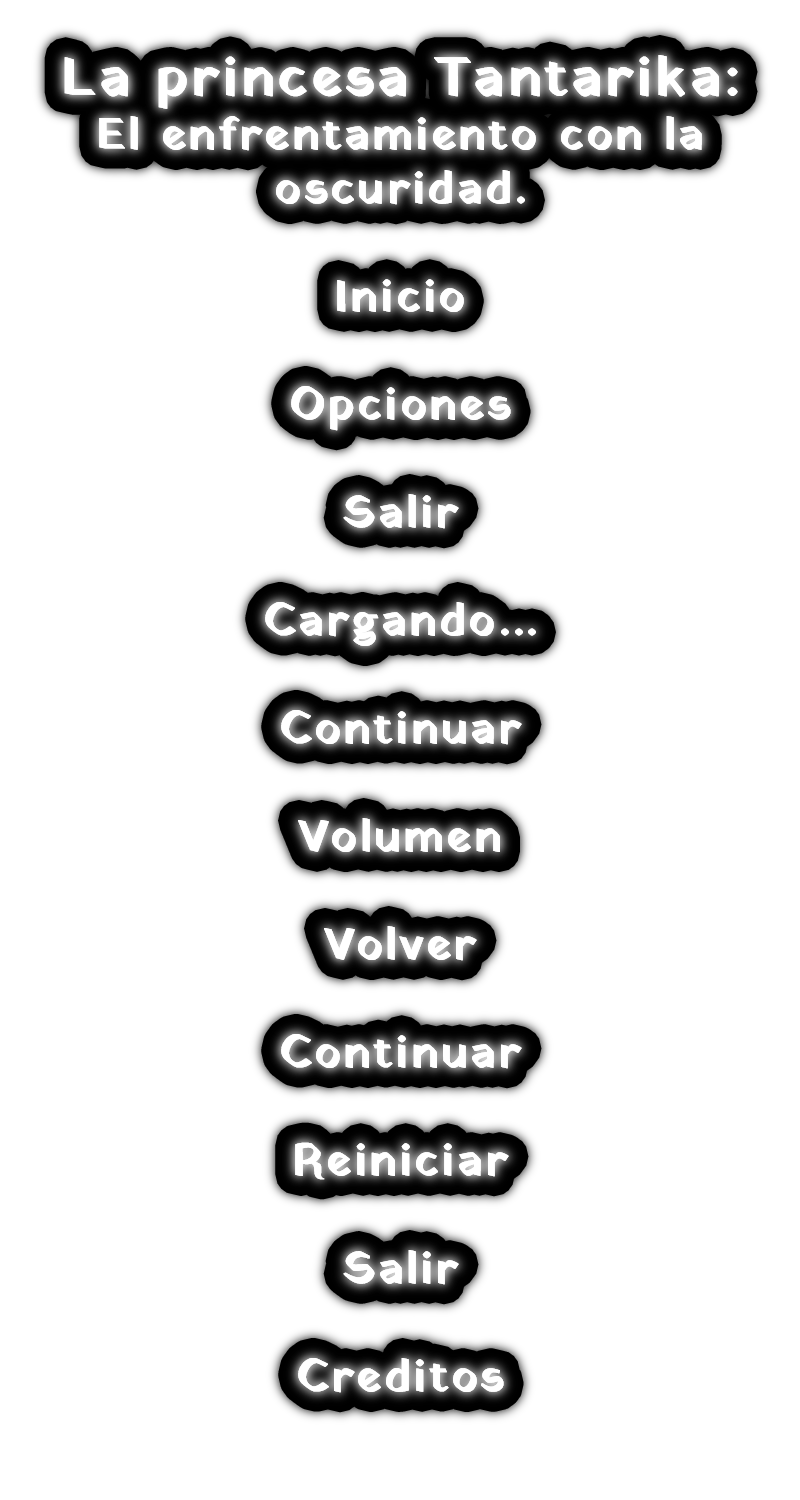 La princesa Tantarika:
El enfrentamiento con la
oscuridad.
Inicio
Opciones
Salir
Cargando...
Continuar
Volumen
Volver
Continuar
Reiniciar
Salir
Creditos